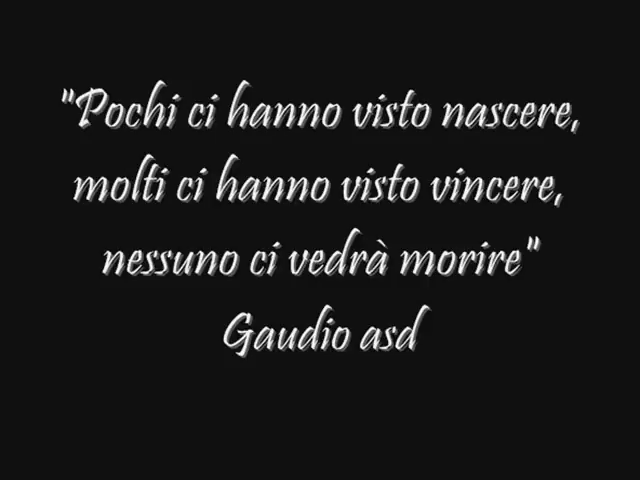 "Pochi ci hanno visto nascere,
molti ci hanno visto vincere,
nessuno ci vedrà morire"
Gaudio asd